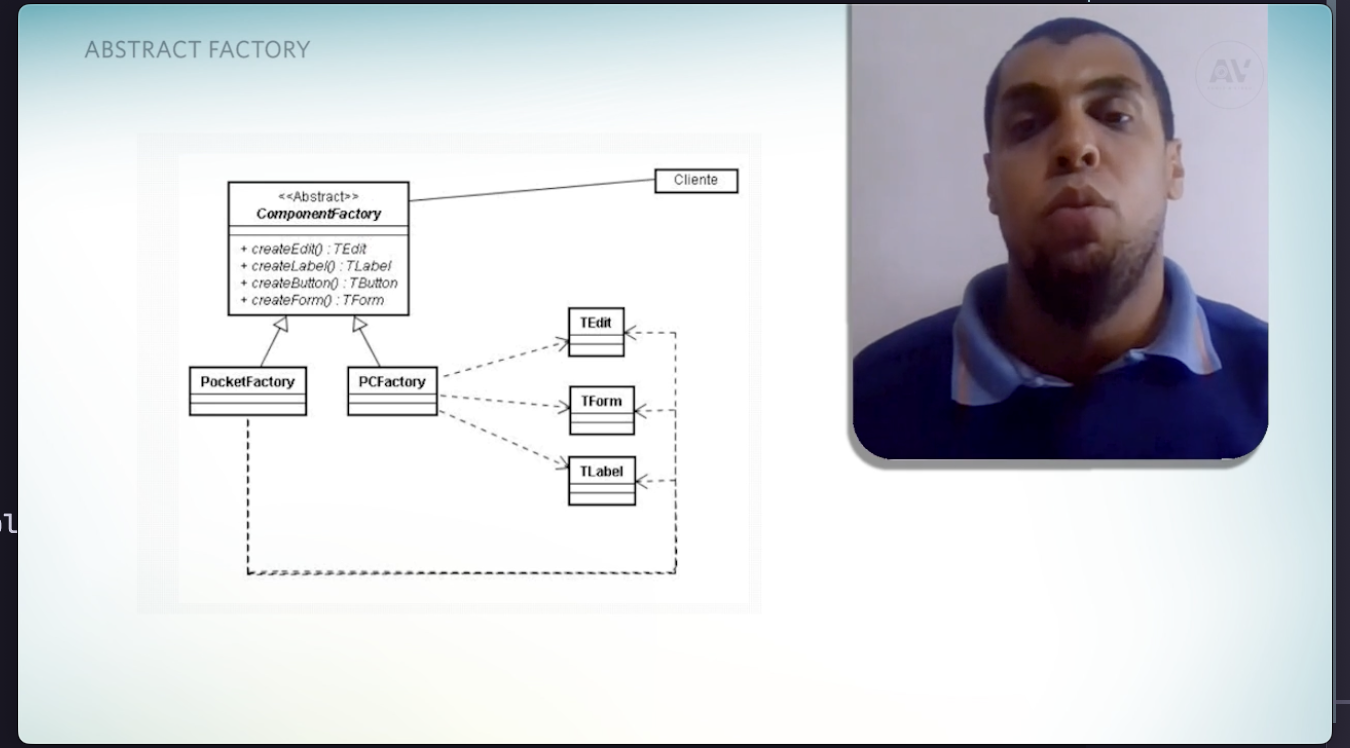 ABSTRACT FACTORY
<<Abstract>>
ComponentFactory
+ createEdit() : TEdit
+ createLabel() : TLabel
+ createButton() : TButton
+ createForm() : TForm
Cliente
PocketFactory
PCFactory
TEdit
TForm
TLabel
AV